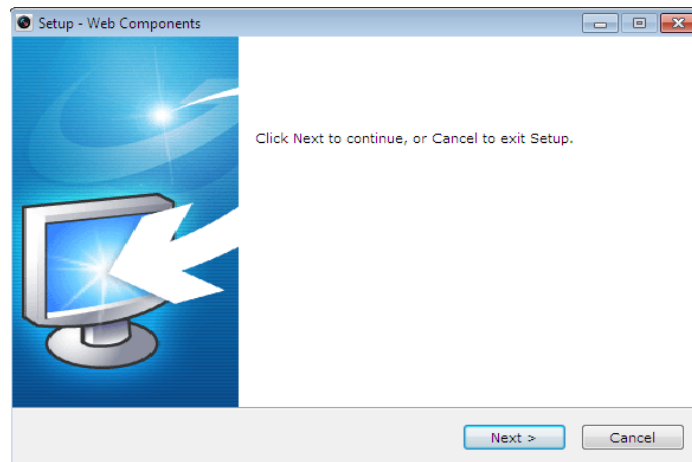 Setup - Web Components
Click Next to continue, or Cancel to exit Setup.
Next >
Cancel